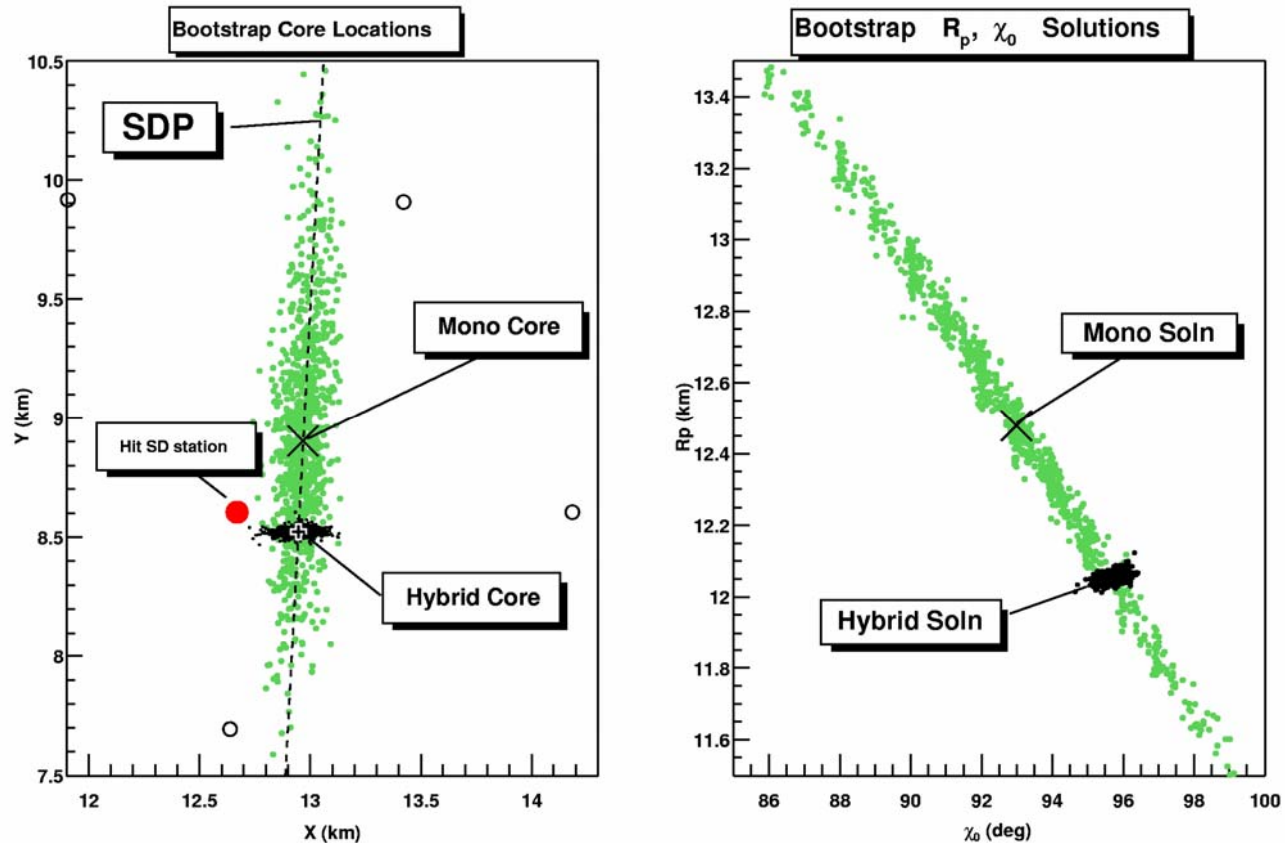 Bootstrap Core Locations
10.5
10
9.5
9
8.5
8
7.5
Y (km)
SDP
Mono Core
Hit SD station
Hybrid Core
12
12.5
13
13.5
14
X (km)
Bootstrap Rp, χ0 Solutions
13.4
13.2
13
12.8
12.6
12.4
12.2
12
11.8
11.6
Rp (km)
Mono Soln
Hybrid Soln
86
88
90
92
94
96
98
100
χ0 (deg)